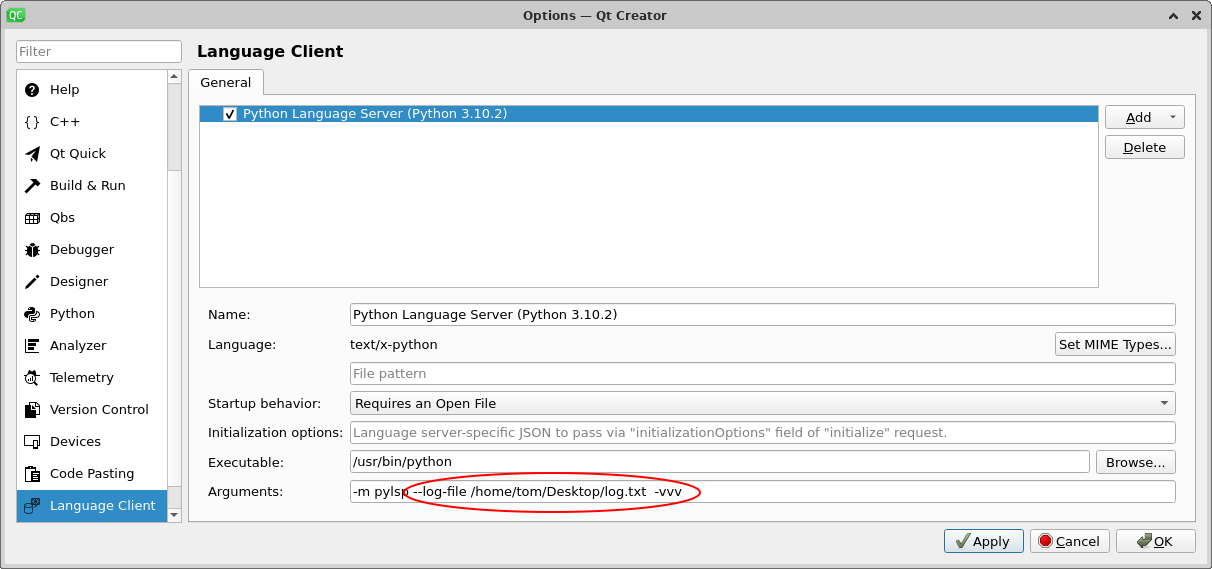 QC
Options — Qt Creator
Filter
Help
C++
Qt Quick
Build & Run
Qbs
Debugger
Designer
Python
Analyzer
Telemetry
Version Control
Devices
Code Pasting
Language Client
Language Client
General
Python Language Server (Python 3.10.2)
Add
Delete
Name: Python Language Server (Python 3.10.2)
Language: text/x-python Set MIME Types...
File pattern
Startup behavior: Requires an Open File
Initialization options: Language server-specific JSON to pass via "initializationOptions" field of "initialize" request.
Executable: /usr/bin/python Browse...
Arguments: -m pylsp --log-file /home/tom/Desktop/log.txt  -vvv
Apply Cancel OK